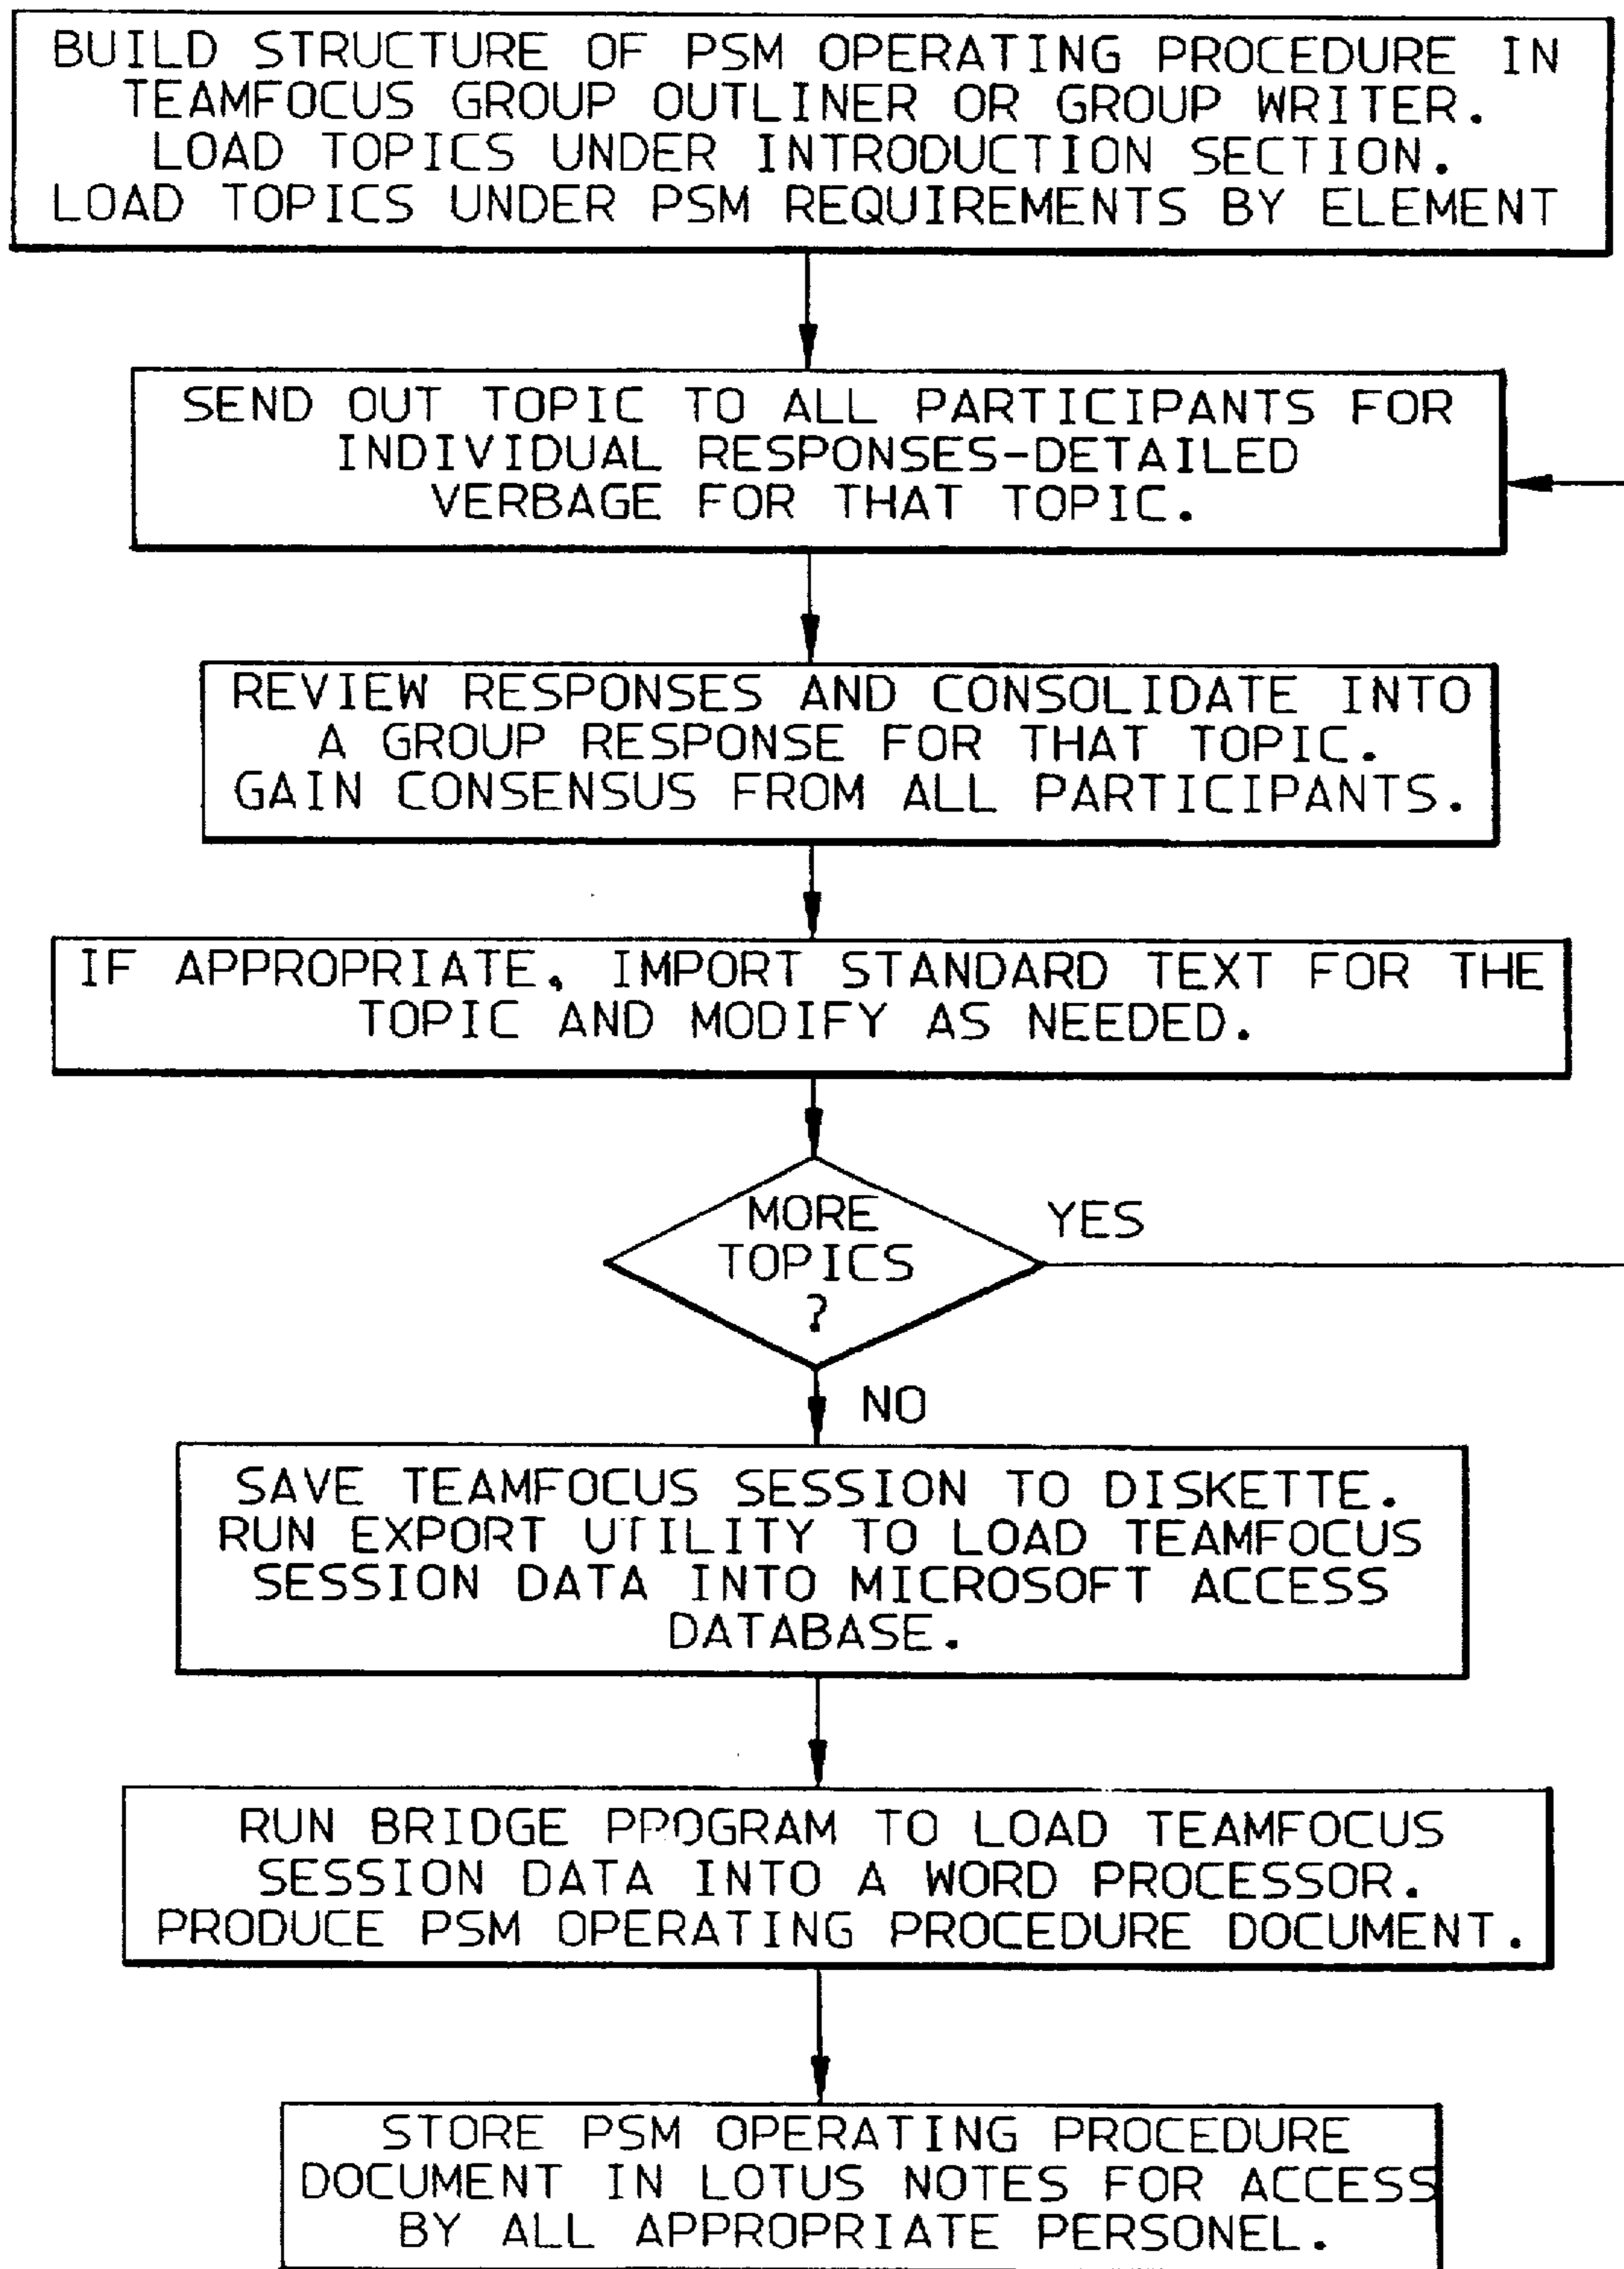 BUILD STRUCTURE OF PSM OPERATING PROCEDURE IN
TEAMFOCUS GROUP OUTLINER OR GROUP WRITER.
LOAD TOPICS UNDER INTRODUCTION SECTION.
LOAD TOPICS UNDER PSM REQUIREMENTS BY ELEMENT
SEND OUT TOPIC TO ALL PARTICIPANTS FOR
INDIVIDUAL RESPONSES-DETAILED
VERBAGE FOR THAT TOPIC.
REVIEW RESPONSES AND CONSOLIDATE INTO
A GROUP RESPONSE FOR THAT TOPIC.
GAIN CONSENSUS FROM ALL PARTICIPANTS.
IF APPROPRIATE, IMPORT STANDARD TEXT FOR THE
TOPIC AND MODIFY AS NEEDED.
MORE
TOPICS
?
YES
NO
SAVE TEAMFOCUS SESSION TO DISKETTE.
RUN EXPORT UTILITY TO LOAD TEAMFOCUS
SESSION DATA INTO MICROSOFT ACCESS
DATABASE.
RUN BRIDGE PROGRAM TO LOAD TEAMFOCUS
SESSION DATA INTO A WORD PROCESSOR.
PRODUCE PSM OPERATING PROCEDURE DOCUMENT.
STORE PSM OPERATING PROCEDURE
DOCUMENT IN LOTUS NOTES FOR ACCESS
BY ALL APPROPRIATE PERSONEL.